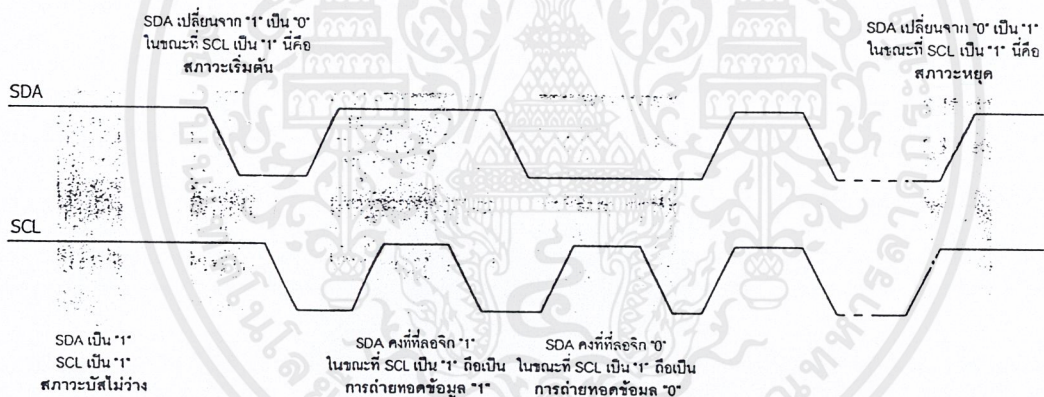 SDA เปลี่ยนจาก "1" เป็น "0"
ในขณะที่ SCL เป็น "1" นี่คือ
สภาวะเริ่มต้น
SDA เปลี่ยนจาก "0" เป็น "1"
ในขณะที่ SCL เป็น "1" นี่คือ
สภาวะหยุด
SDA
SCL
SDA เป็น "1"
SCL เป็น "1"
สภาวะบัสไม่ว่าง
SDA คงที่ที่ลอจิก "1"
ในขณะที่ SCL เป็น "1" ถือเป็น
การถ่ายทอดข้อมูล "1"
SDA คงที่ที่ลอจิก "0"
ในขณะที่ SCL เป็น "1" ถือเป็น
การถ่ายทอดข้อมูล "0"